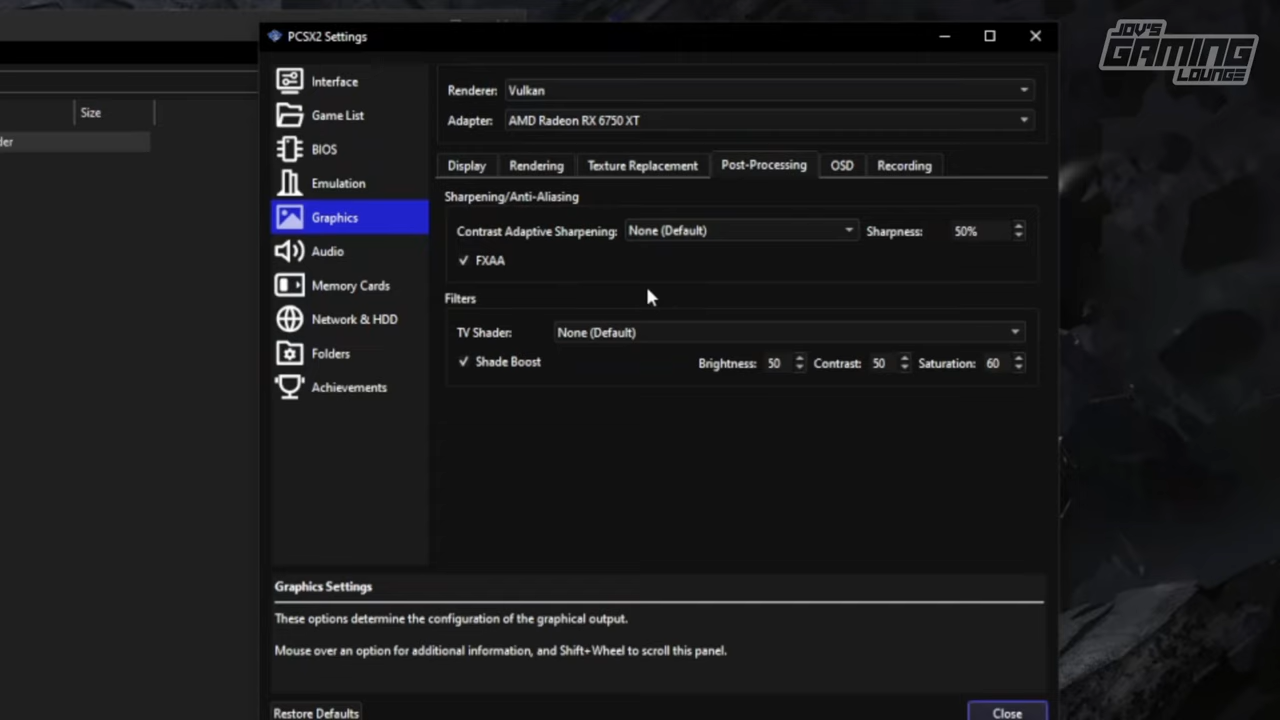 JOV'S
GAMING
LOUNGE
PCSX2 Settings
Size
der
Interface
Game List
BIOS
Emulation
Graphics
Audio
Memory Cards
Network & HDD
Folders
Achievements
Renderer: Vulkan
Adapter: AMD Radeon RX 6750 XT
Display Rendering Texture Replacement Post-Processing OSD Recording
Sharpening/Anti-Aliasing
Contrast Adaptive Sharpening: None (Default) Sharpness: 50%
FXAA
Filters
TV Shader: None (Default)
Shade Boost Brightness: 50 Contrast: 50 Saturation: 60
Graphics Settings
These options determine the configuration of the graphical output.
Mouse over an option for additional information, and Shift+Wheel to scroll this panel.
Restore Defaults Close